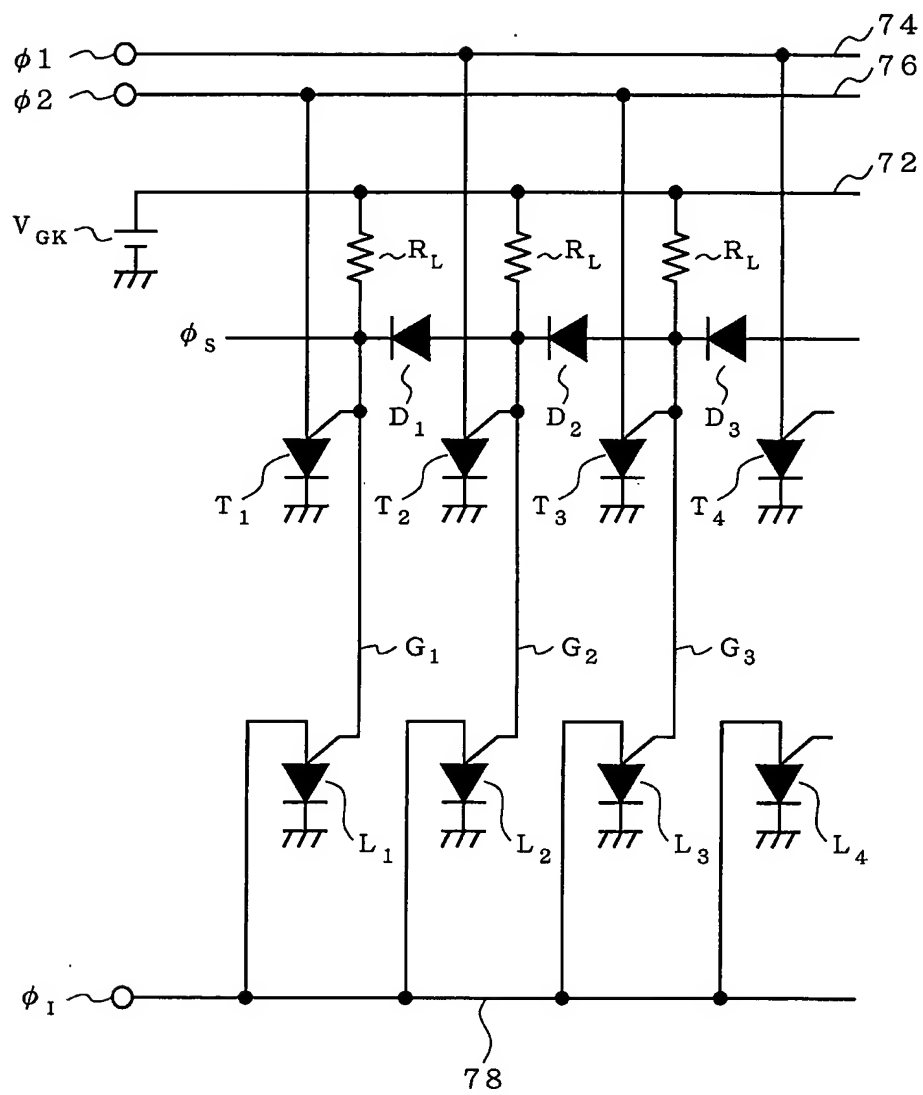 74
ϕ1
76
ϕ2
72
V_GK
R_L R_L R_L
ϕ_S
D_1 D_2 D_3
T_1 T_2 T_3 T_4
G_1 G_2 G_3
L_1 L_2 L_3 L_4
ϕ_I
78